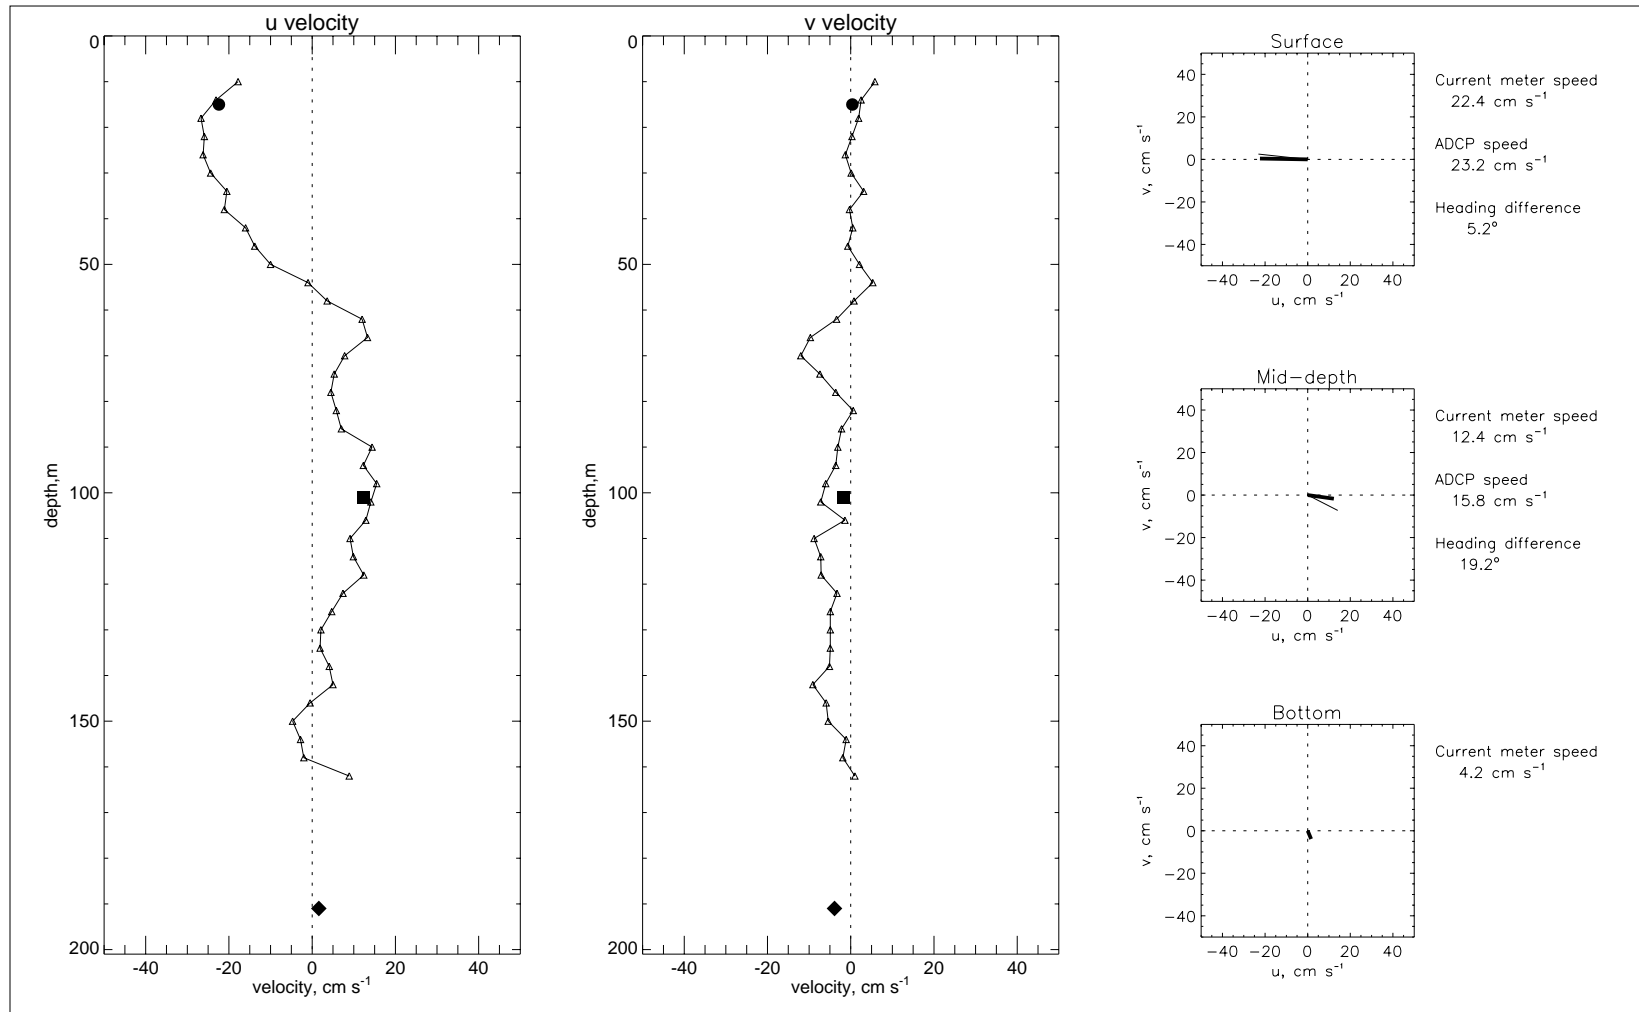 u velocity
0
50
100
150
200
depth,m
-40 -20 0 20 40
velocity, cm s⁻¹
v velocity
0
50
100
150
200
depth,m
-40 -20 0 20 40
velocity, cm s⁻¹
Surface
40
20
0
−20
−40
v, cm s⁻¹
−40 −20 0 20 40
u, cm s⁻¹
Current meter speed
22.4 cm s⁻¹
ADCP speed
23.2 cm s⁻¹
Heading difference
5.2°
Mid−depth
40
20
0
−20
−40
v, cm s⁻¹
−40 −20 0 20 40
u, cm s⁻¹
Current meter speed
12.4 cm s⁻¹
ADCP speed
15.8 cm s⁻¹
Heading difference
19.2°
Bottom
40
20
0
−20
−40
v, cm s⁻¹
−40 −20 0 20 40
u, cm s⁻¹
Current meter speed
4.2 cm s⁻¹